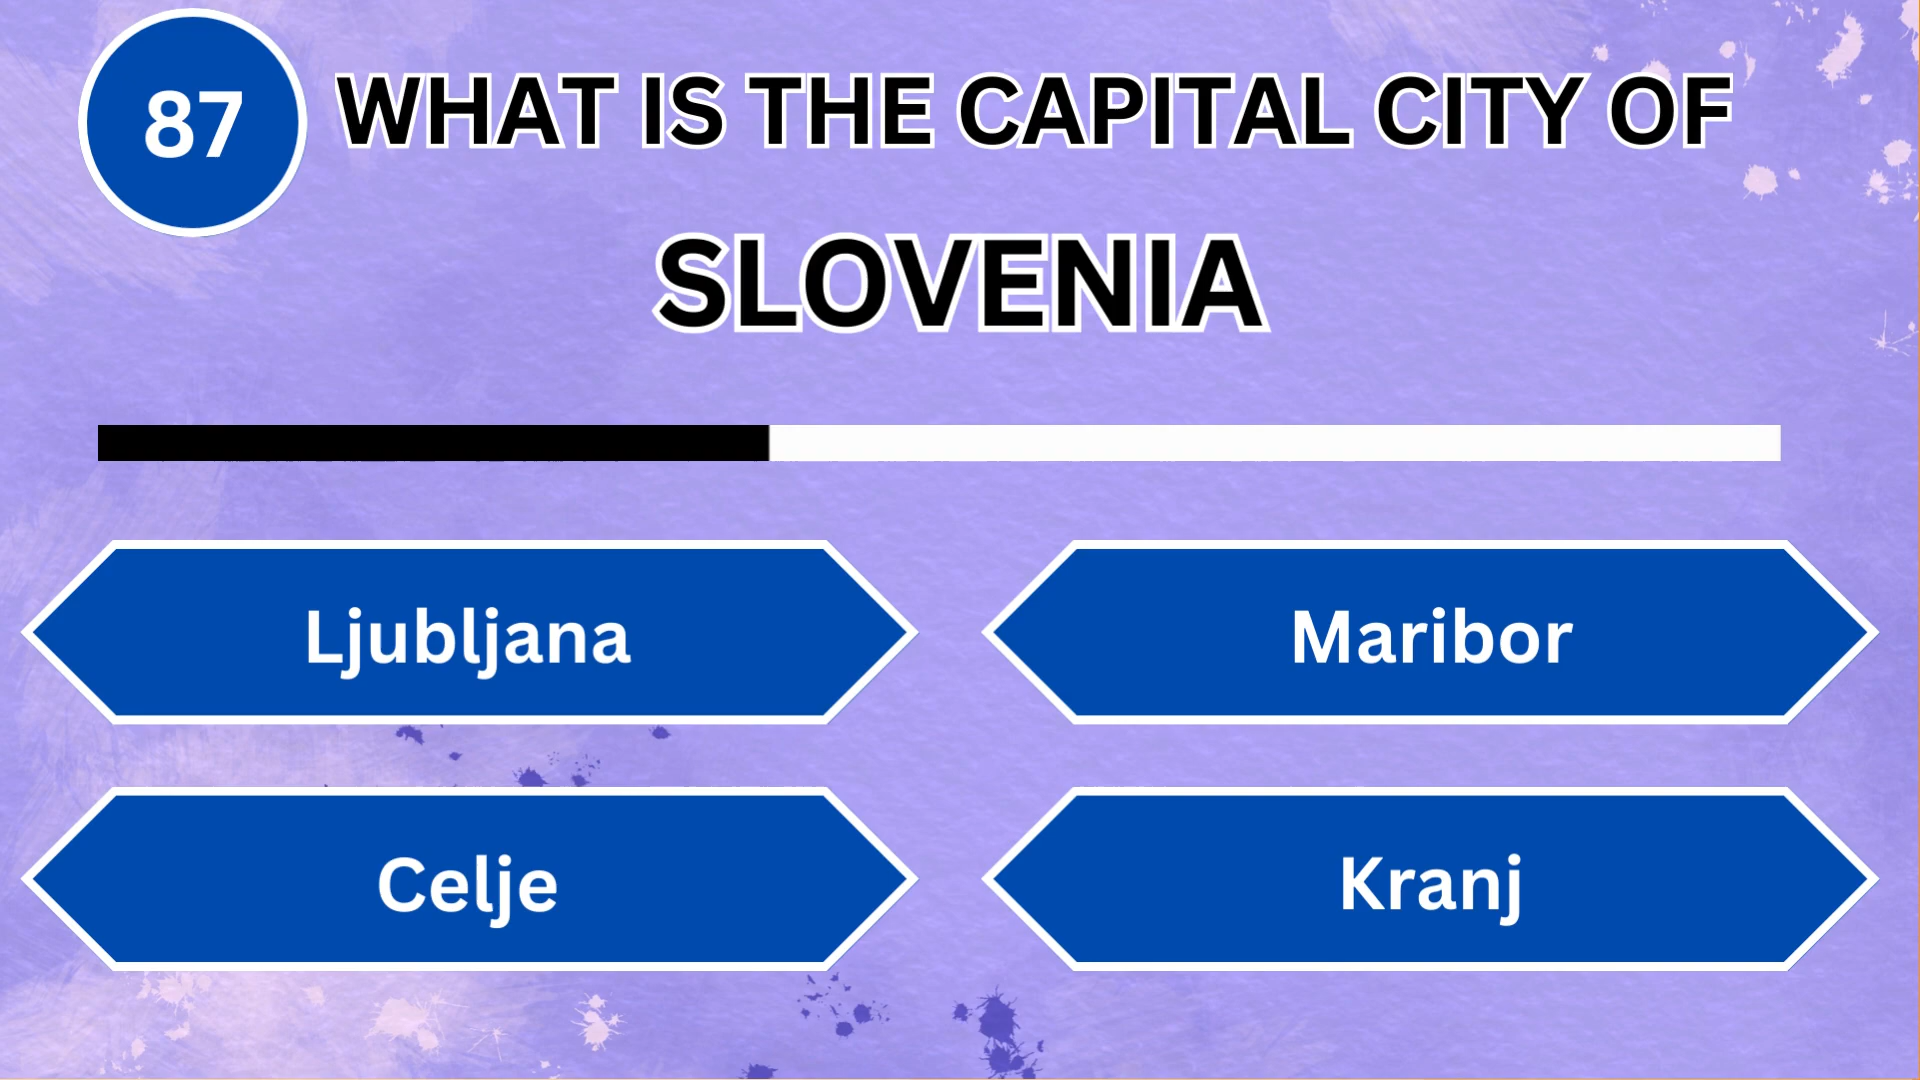 87
WHAT IS THE CAPITAL CITY OF
SLOVENIA
Ljubljana
Maribor
Celje
Kranj